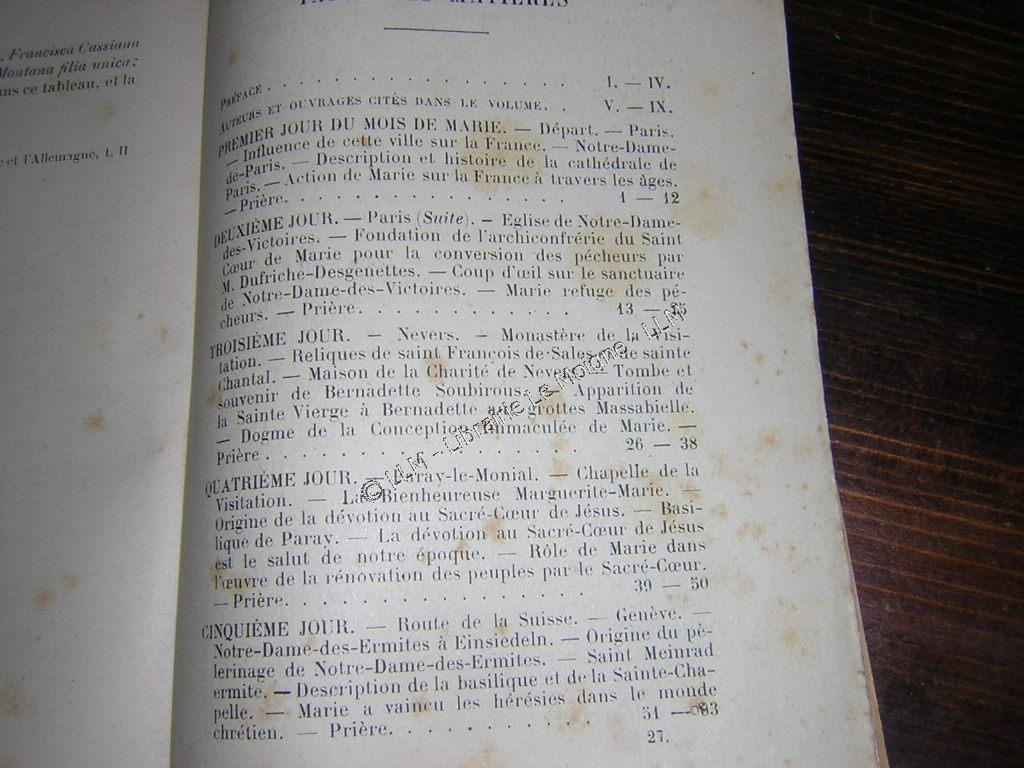 , Francisca Cassiana
Montana filia unica ;
ns ce tableau, et la
e et l'Allemagne, t. II
MATIÈRES
PRÉFACE . . . . . . . . . . . . . . I. — IV.
AUTEURS ET OUVRAGES CITÉS DANS LE VOLUME. . V. — IX.
PREMIER JOUR DU MOIS DE MARIE. — Départ. — Paris.
— Influence de cette ville sur la France. — Notre-Dame-
de-Paris. — Description et histoire de la cathédrale de
Paris. — Action de Marie sur la France à travers les âges.
— Prière. . . . . . . . . . . . . . 1 — 12
DEUXIÈME JOUR. — Paris (Suite). — Eglise de Notre-Dame-
des-Victoires. — Fondation de l'archiconfrérie du Saint
Cœur de Marie pour la conversion des pécheurs par
M. Dufriche-Desgenettes. — Coup d'œil sur le sanctuaire
de Notre-Dame-des-Victoires. — Marie refuge des pé-
cheurs. — Prière. . . . . . . . . . . 13 — 25
TROISIÈME JOUR. — Nevers. — Monastère de la Visi-
tation. — Reliques de saint François de Sales et de sainte
Chantal. — Maison de la Charité de Nevers. — Tombe et
souvenir de Bernadette Soubirous. — Apparition de
la Sainte Vierge à Bernadette aux grottes Massabielle.
— Dogme de la Conception Immaculée de Marie. —
Prière . . . . . . . . . . . . . . 26 — 38
QUATRIÈME JOUR. — Paray-le-Monial. — Chapelle de la
Visitation. — La Bienheureuse Marguerite-Marie. —
Origine de la dévotion au Sacré-Cœur de Jésus. — Basi-
lique de Paray. — La dévotion au Sacré-Cœur de Jésus
est le salut de notre époque. — Rôle de Marie dans
l'œuvre de la rénovation des peuples par le Sacré-Cœur.
— Prière. . . . . . . . . . . . . . 39 — 50
CINQUIÈME JOUR. — Route de la Suisse. — Genève. —
Notre-Dame-des-Ermites à Einsiedeln. — Origine du pè-
lerinage de Notre-Dame-des-Ermites. — Saint Meinrad
ermite. — Description de la basilique et de la Sainte-Cha-
pelle. — Marie a vaincu les hérésies dans le monde
chrétien. — Prière. . . . . . . . . . 51 — 63
27.
© ILLM - Librairie Le Moigne, ILLM